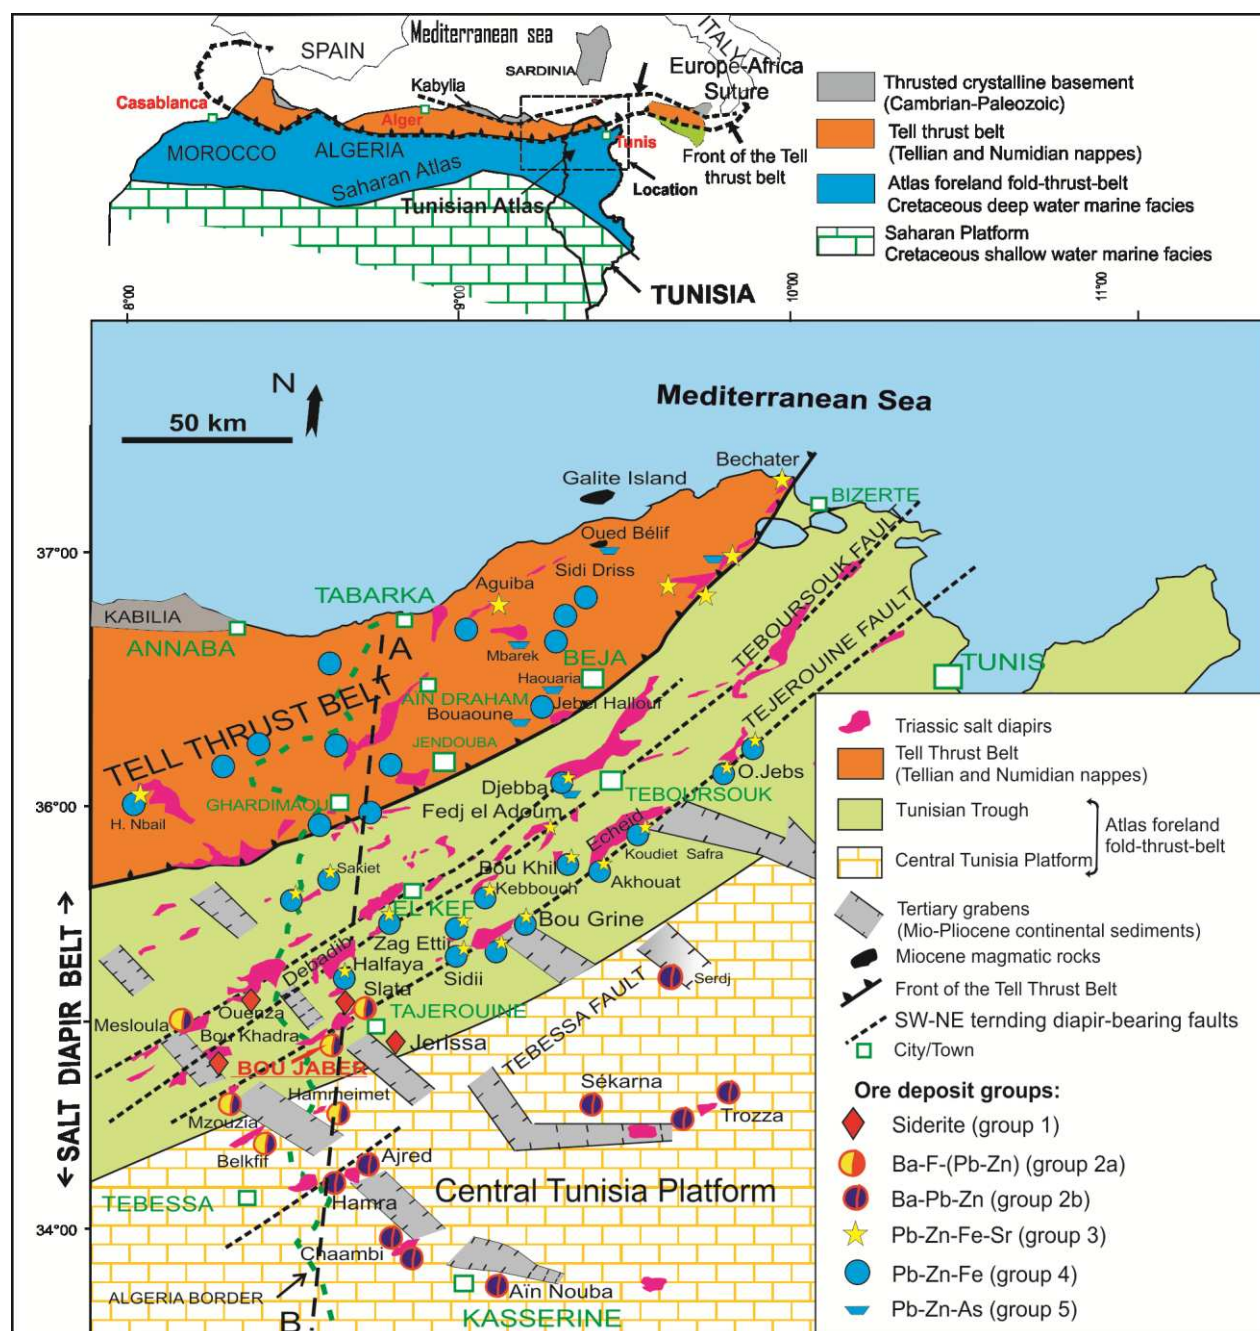 SPAIN
Mediterranean sea
ITALY
SARDINIA
Europe-Africa
Suture
Kabylia
Casablanca
Alger
Tunis
MOROCCO
ALGERIA
Saharan Atlas
Tunisian Atlas
Location
Front of the Tell
thrust belt
TUNISIA
Thrusted crystalline basement
(Cambrian-Paleozoic)
Tell thrust belt
(Tellian and Numidian nappes)
Atlas foreland fold-thrust-belt
Cretaceous deep water marine facies
Saharan Platform
Cretaceous shallow water marine facies
8°00
9°00
10°00
11°00
N
50 km
Mediterranean Sea
Bechater
Galite Island
BIZERTE
37°00
Oued Bélif
Sidi Driss
Aguiba
TABARKA
KABILIA
ANNABA
A
Mbarek
BEJA
Haouaria
AIN DRAHAM
Jebel Hallouf
Bouaoune
TELL THRUST BELT
JENDOUBA
TEBOURSOUK FAULT
TEJEROUINE FAULT
TUNIS
36°00
H. Nbail
GHARDIMAOU
Djebba
Fedj el Adoum
TEBOURSOUK
O.Jebs
Echeid
Koudiet Safra
Sakiet
Bou Khil
Kebbouch
Akhouat
EL KEF
Bou Grine
Zag Ettir
Debadib
Halfaya
Sidii
Slata
Ouenza
Mesloula
Bou Khadra
TAJEROUINE
Jerissa
BOU JABER
TEBESSA FAULT
Serdj
Hammeimet
Mzouzia
Belkfif
Sékarna
Trozza
Ajred
TEBESSA
Hamra
Central Tunisia Platform
34°00
Chaambi
Aïn Nouba
ALGERIA BORDER
B
KASSERINE
SALT DIAPIR BELT
Triassic salt diapirs
Tell Thrust Belt
(Tellian and Numidian nappes)
Tunisian Trough
Atlas foreland
fold-thrust-belt
Central Tunisia Platform
Tertiary grabens
(Mio-Pliocene continental sediments)
Miocene magmatic rocks
Front of the Tell Thrust Belt
SW-NE ternding diapir-bearing faults
City/Town
Ore deposit groups:
Siderite (group 1)
Ba-F-(Pb-Zn) (group 2a)
Ba-Pb-Zn (group 2b)
Pb-Zn-Fe-Sr (group 3)
Pb-Zn-Fe (group 4)
Pb-Zn-As (group 5)